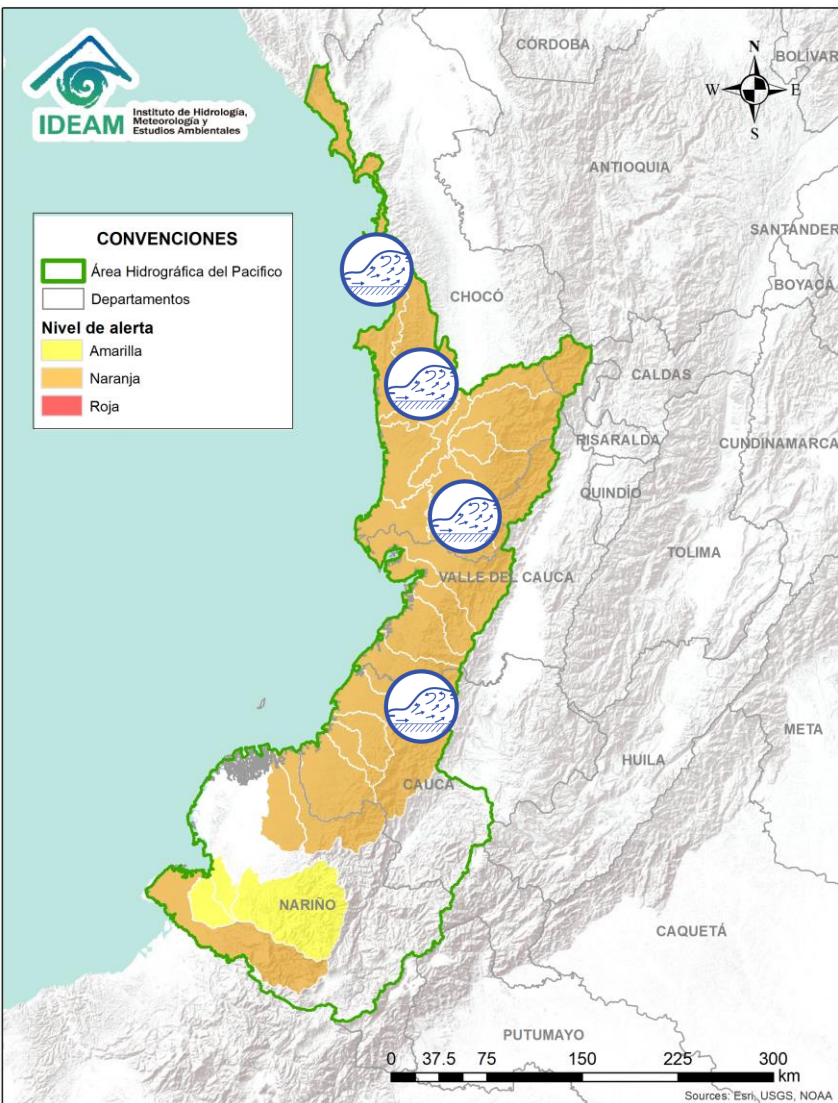 IDEAM
Instituto de Hidrología,
Meteorología y
Estudios Ambientales
CÓRDOBA
BOLÍVAR
N
W
E
S
ANTIOQUIA
SANTANDER
BOYACÁ
CONVENCIONES
Área Hidrográfica del Pacifico
Departamentos
Nivel de alerta
Amarilla
Naranja
Roja
CHOCÓ
CALDAS
RISARALDA
CUNDINAMARCA
QUINDÍO
TOLIMA
VALLE DEL CAUCA
META
HUILA
CAUCA
NARIÑO
CAQUETÁ
PUTUMAYO
0 37.5 75 150 225 300
km
Sources: Esri, USGS, NOAA